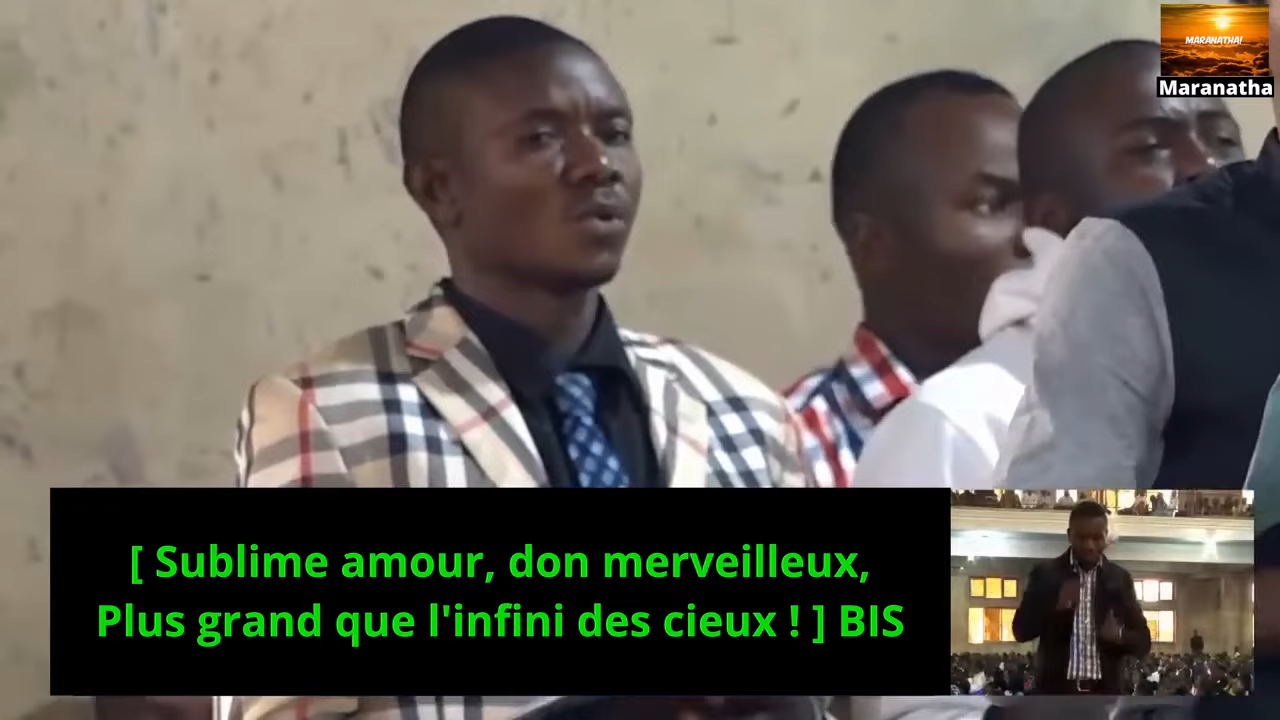 MARANATHA!
Maranatha
[ Sublime amour, don merveilleux,
Plus grand que l'infini des cieux ! ] BIS